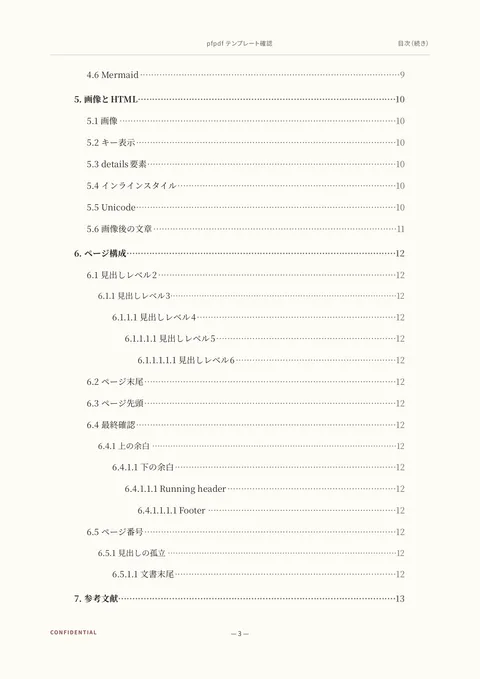 pfpdf テンプレート確認 目次（続き）
4.6 Mermaid 9
5. 画像とHTML 10
5.1 画像 10
5.2 キー表示 10
5.3 details要素 10
5.4 インラインスタイル 10
5.5 Unicode 10
5.6 画像後の文章 11
6. ページ構成 12
6.1 見出しレベル2 12
6.1.1 見出しレベル3 12
6.1.1.1 見出しレベル4 12
6.1.1.1.1 見出しレベル5 12
6.1.1.1.1.1 見出しレベル6 12
6.2 ページ末尾 12
6.3 ページ先頭 12
6.4 最終確認 12
6.4.1 上の余白 12
6.4.1.1 下の余白 12
6.4.1.1.1 Running header 12
6.4.1.1.1.1 Footer 12
6.5 ページ番号 12
6.5.1 見出しの孤立 12
6.5.1.1 文書末尾 12
7. 参考文献 13
CONFIDENTIAL — 3 —